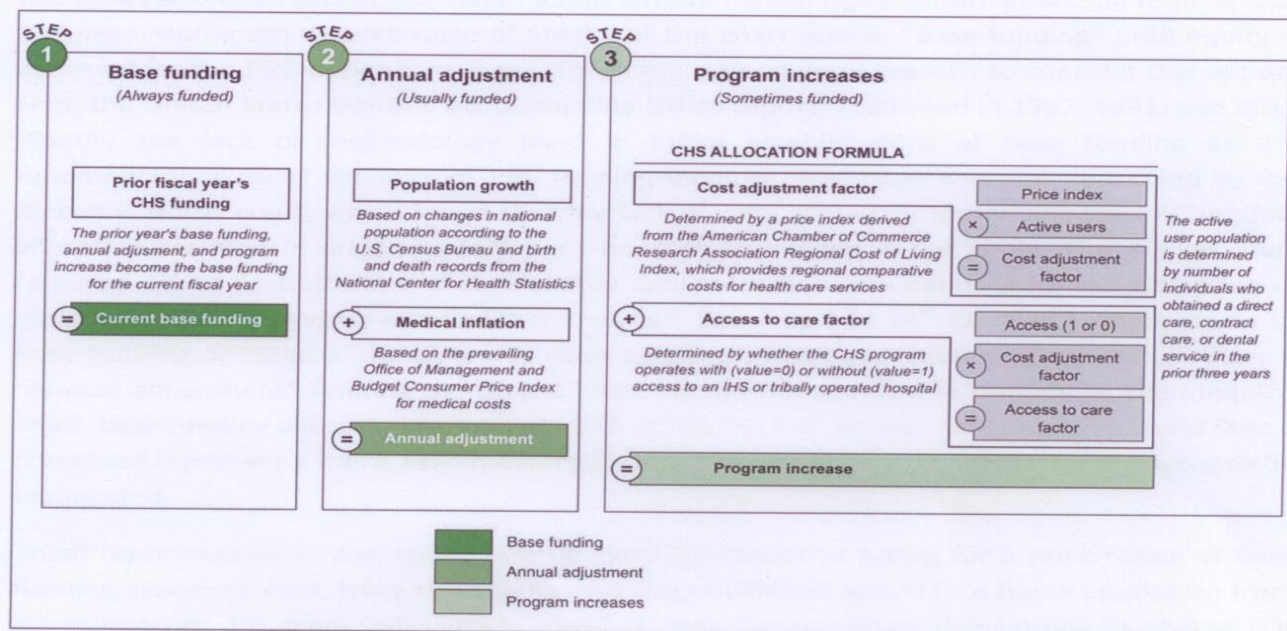 STEP
1
Base funding
(Always funded)
Prior fiscal year's
CHS funding
The prior year's base funding,
annual adjusment, and program
increase become the base funding
for the current fiscal year
= Current base funding
STEP
2
Annual adjustment
(Usually funded)
Population growth
Based on changes in national
population according to the
U.S. Census Bureau and birth
and death records from the
National Center for Health Statistics
+ Medical inflation
Based on the prevailing
Office of Management and
Budget Consumer Price Index
for medical costs
= Annual adjustment
STEP
3
Program increases
(Sometimes funded)
CHS ALLOCATION FORMULA
Cost adjustment factor
Determined by price index derived
from the American Chamber of Commerce
Research Association Regional Cost of Living
Index, which provides regional comparative
costs for health care services
+ Access to care factor
Determined by whether the CHS program
operates with (value=0) or without (value=1)
access to an IHS or tribally operated hospital
= Program increase
Price index
× Active users
= Cost adjustment
factor
Access (1 or 0)
× Cost adjustment
factor
= Access to care
factor
The active
user population
is determined
by number of
individuals who
obtained a direct
care, contract
care, or dental
service in the
prior three years
Base funding
Annual adjustment
Program increases